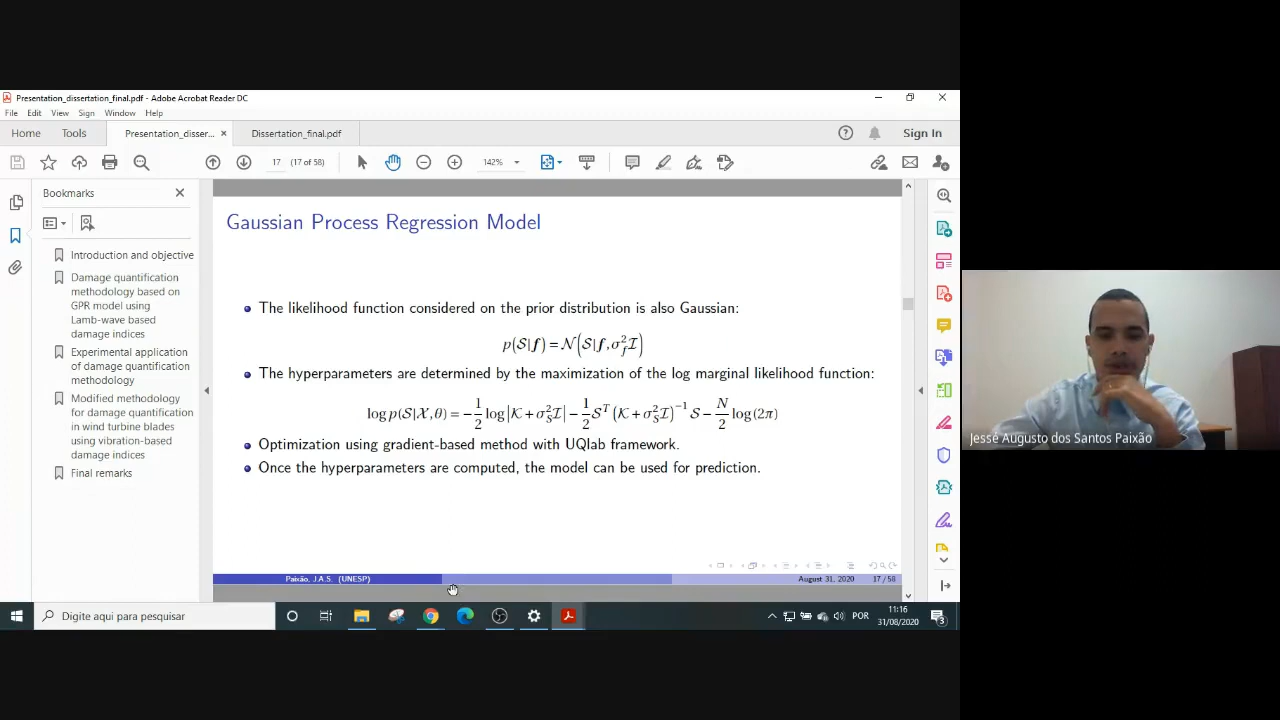 Presentation_dissertation_final.pdf - Adobe Acrobat Reader DC
File Edit View Sign Window Help
Home Tools Presentation_disser... × Dissertation_final.pdf Sign In
17 (17 of 58) 142%
Bookmarks
Introduction and objective
Damage quantification
methodology based on
GPR model using
Lamb-wave based
damage indices
Experimental application
of damage quantification
methodology
Modified methodology
for damage quantification
in wind turbine blades
using vibration-based
damage indices
Final remarks
Gaussian Process Regression Model
The likelihood function considered on the prior distribution is also Gaussian:
p(𝒮|𝒇) = 𝒩(𝒮|𝒇, σ_f^2 ℐ)
The hyperparameters are determined by the maximization of the log marginal likelihood function:
log p(𝒮|𝒳,θ) = −1/2 log|𝒦 + σ_S^2 ℐ| − 1/2 𝒮^T (𝒦 + σ_S^2 ℐ)^−1 𝒮 − N/2 log(2π)
Optimization using gradient-based method with UQlab framework.
Once the hyperparameters are computed, the model can be used for prediction.
Paixão, J.A.S. (UNESP) August 31, 2020 17/58
Jessé Augusto dos Santos Paixão
Digite aqui para pesquisar
POR
11:16
31/08/2020
3